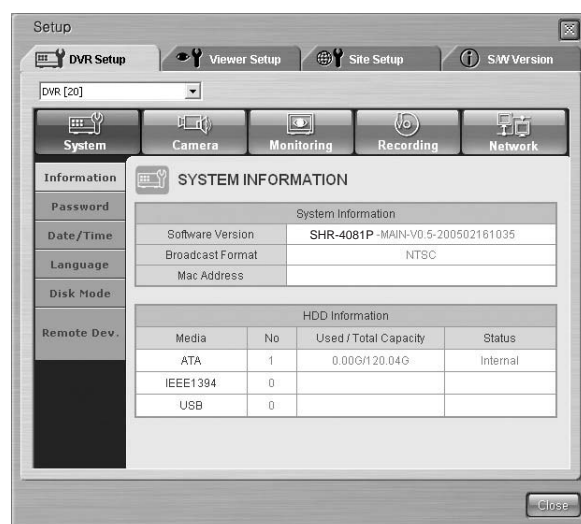 Setup
DVR Setup Viewer Setup Site Setup S/W Version
DVR [20]
System Camera Monitoring Recording Network
Information
Password
Date/Time
Language
Disk Mode
Remote Dev.
SYSTEM INFORMATION
System Information
Software Version SHR-4081P -MAIN-V0.5-200502161035
Broadcast Format NTSC
Mac Address
HDD Information
Media No Used / Total Capacity Status
ATA 1 0.00G/120.04G Internal
IEEE1394 0
USB 0
Close